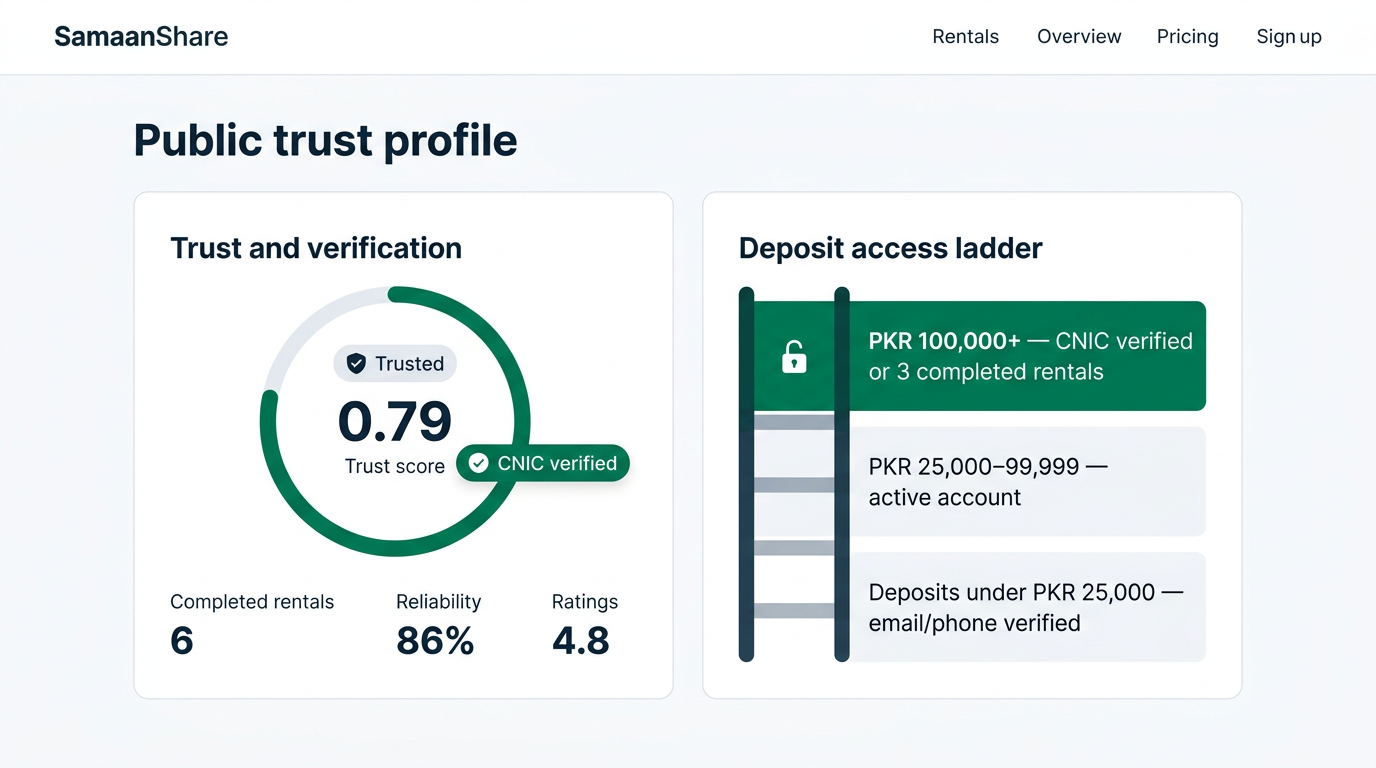 SamaanShare
Rentals
Overview
Pricing
Sign up
Public trust profile
Trust and verification
Trusted
0.79
Trust score
CNIC verified
Completed rentals
6
Reliability
86%
Ratings
4.8
Deposit access ladder
PKR 100,000+ — CNIC verified
or 3 completed rentals
PKR 25,000–99,999 —
active account
Deposits under PKR 25,000 —
email/phone verified